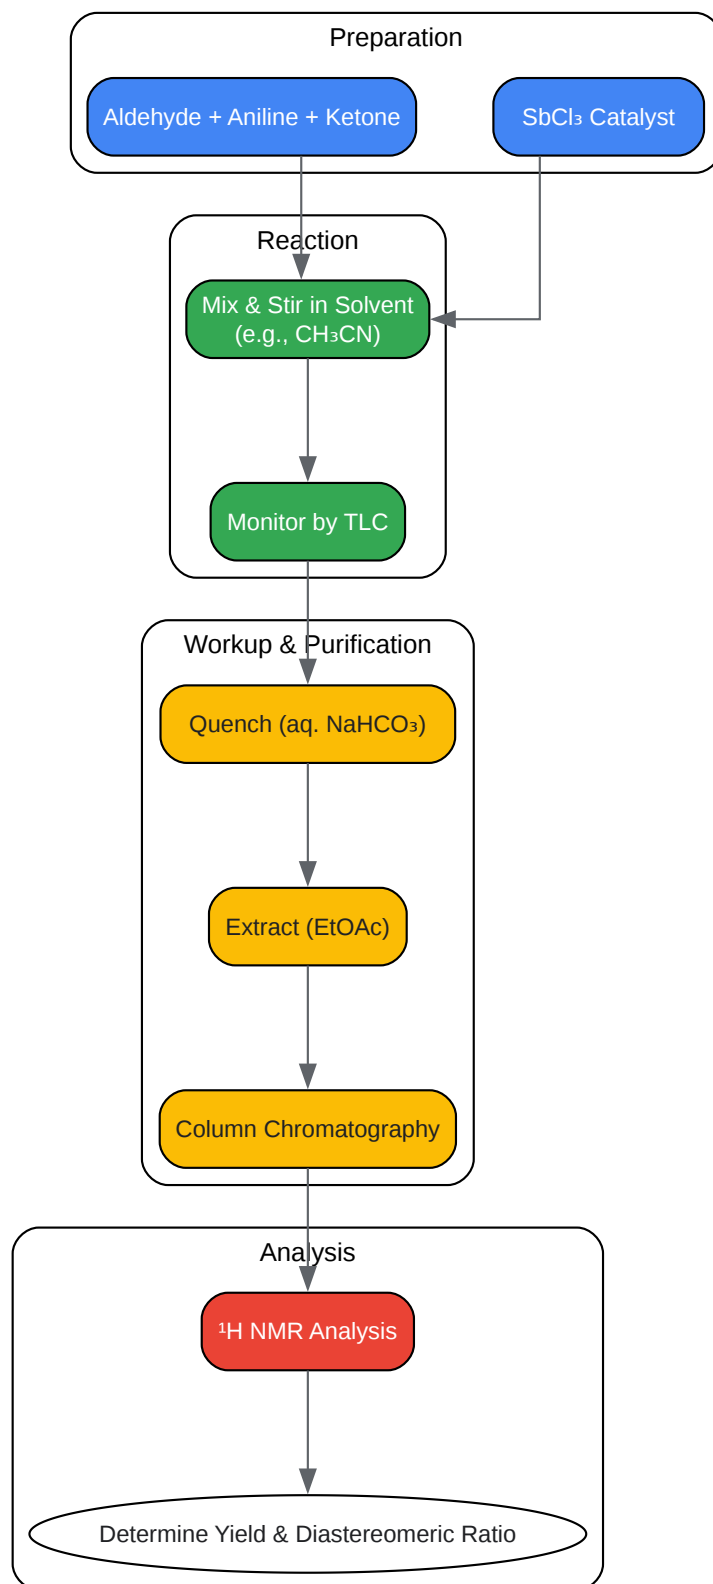 Preparation
Aldehyde + Aniline + Ketone
SbCl₃ Catalyst
Reaction
Mix & Stir in Solvent
(e.g., CH₃CN)
Monitor by TLC
Workup & Purification
Quench (aq. NaHCO₃)
Extract (EtOAc)
Column Chromatography
Analysis
¹H NMR Analysis
Determine Yield & Diastereomeric Ratio